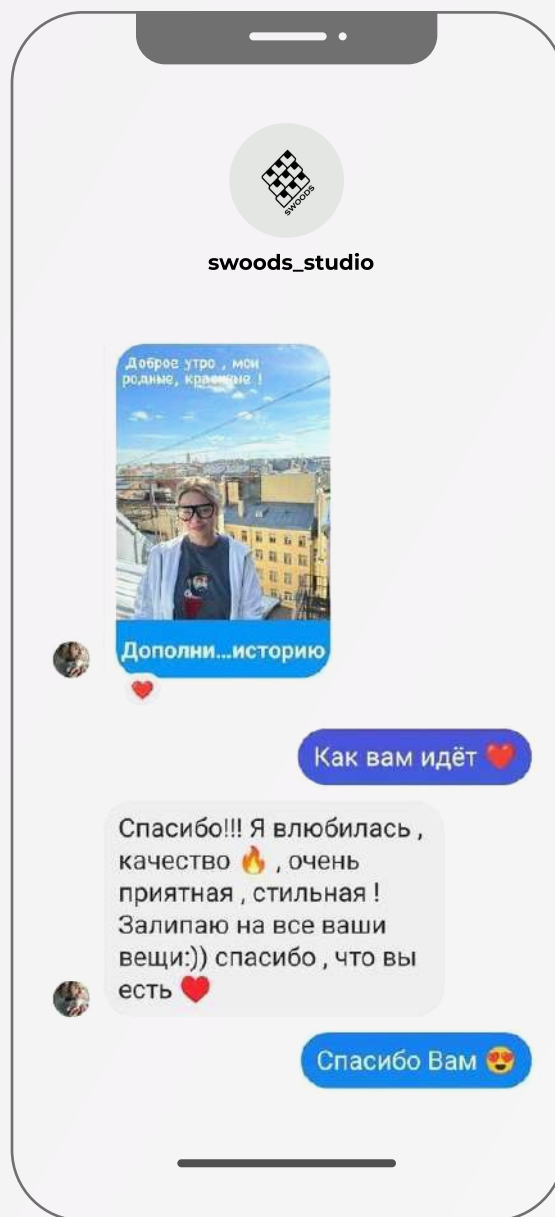 SWOODS
swoods_studio
Доброе утро , мои
родные, красивые !
Дополни...историю
Как вам идёт ❤️
Спасибо!!! Я влюбилась ,
качество 🔥 , очень
приятная , стильная !
Залипаю на все ваши
вещи:)) спасибо , что вы
есть ♥️
Спасибо Вам 😍